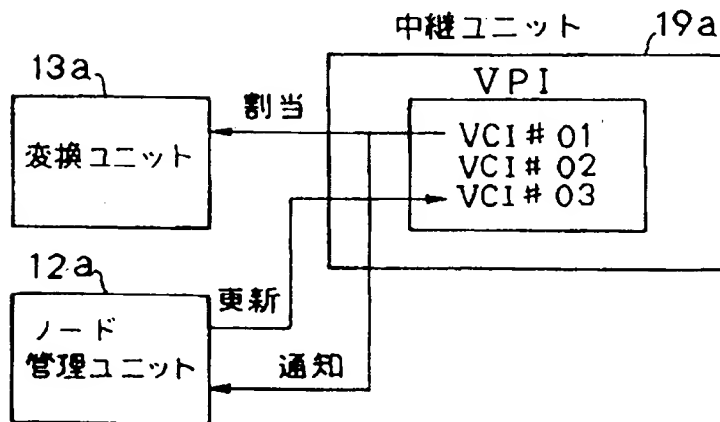 中継ユニット
19a
13a
VPI
割当
VCI#01
VCI#02
VCI#03
変換ユニット
12a
更新
ノード
管理ユニット
通知